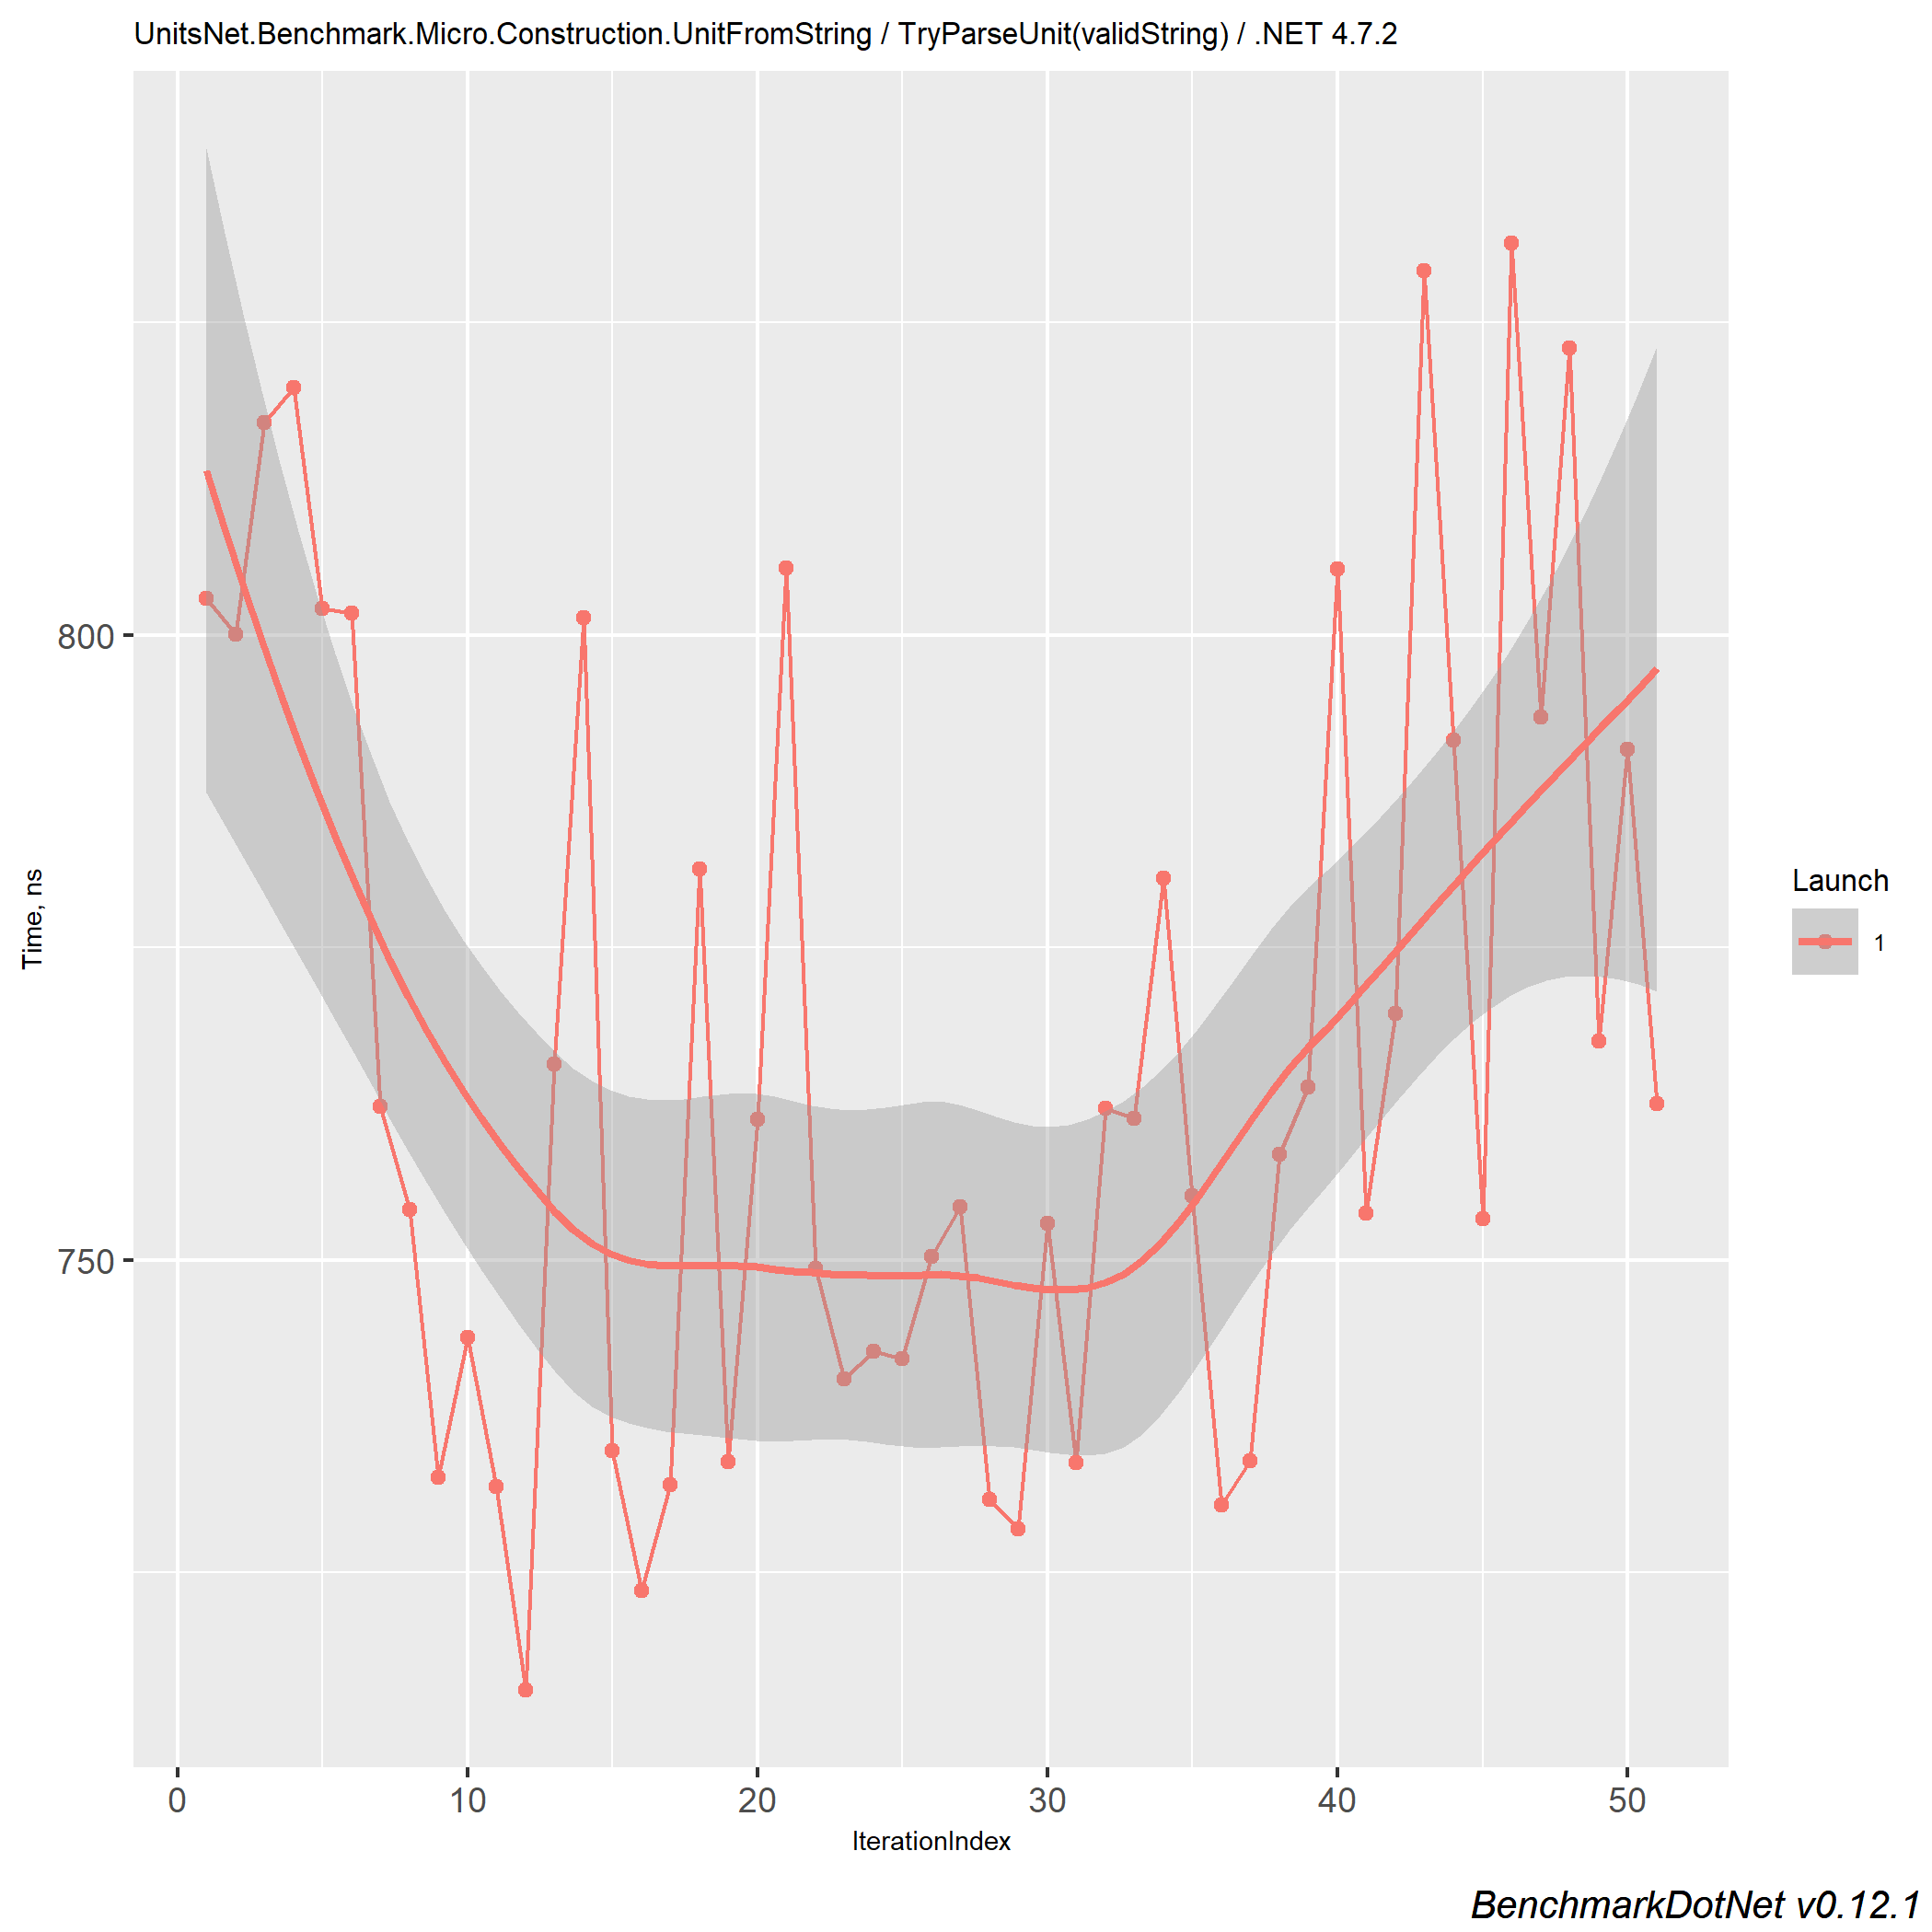 UnitsNet.Benchmark.Micro.Construction.UnitFromString / TryParseUnit(validString) / .NET 4.7.2
800
750
Time, ns
0 10 20 30 40 50
IterationIndex
Launch
1
BenchmarkDotNet v0.12.1